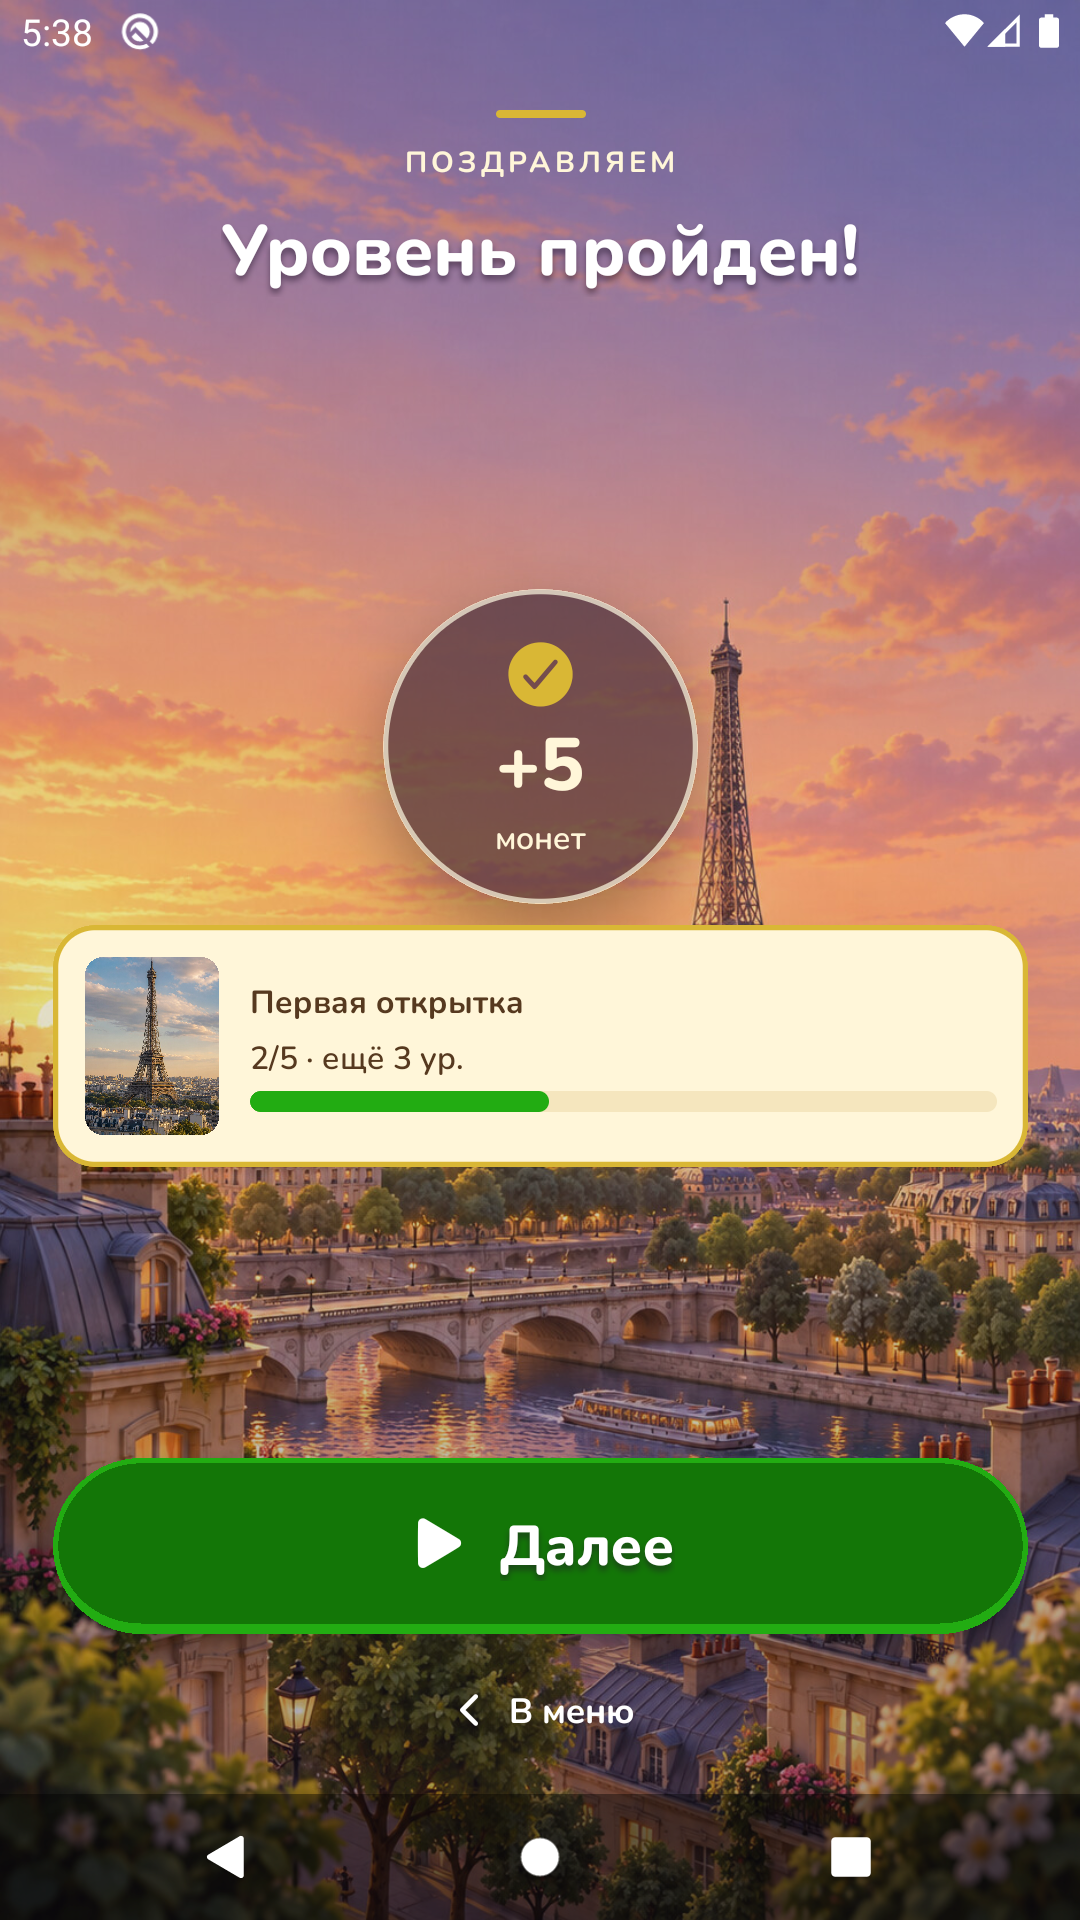 5:38
ПОЗДРАВЛЯЕМ
Уровень пройден!
+5
монет
Первая открытка
2/5 · ещё 3 ур.
Далее
В меню